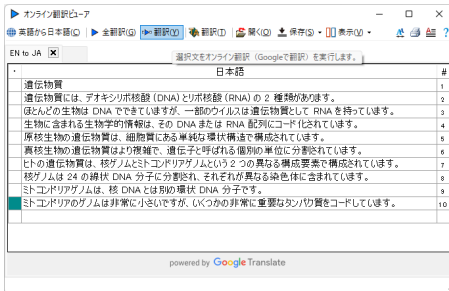 オンライン翻訳ビューア
英語から日本語(O) 全翻訳(G) 翻訳(Y) 翻訳(D) 開く(Q) 保存(S) 表示(V) ?
EN to JA
選択文をオンライン翻訳（Googleで翻訳）を実行します。
日本語 #
遺伝物質 1
遺伝物質には、デオキシリボ核酸 (DNA) とリボ核酸 (RNA) の 2 種類があります。 2
ほとんどの生物は DNA でできていますが、一部のウイルスは遺伝物質として RNA を持っています。 3
生物に含まれる生物学的情報は、その DNA または RNA 配列にコード化されています。 4
原核生物の遺伝物質は、細胞質にある単純な環状構造で構成されています。 5
真核生物の遺伝物質はより複雑で、遺伝子と呼ばれる個別の単位に分割されています。 6
ヒトの遺伝物質は、核ゲノムとミトコンドリアゲノムという 2 つの異なる構成要素で構成されています。 7
核ゲノムは 24 の線状 DNA 分子に分割され、それぞれが異なる染色体に含まれています。 8
ミトコンドリアゲノムは、核 DNA とは別の環状 DNA 分子です。 9
ミトコンドリアのゲノムは非常に小さいですが、いくつかの非常に重要なタンパク質をコードしています。 10
powered by Google Translate